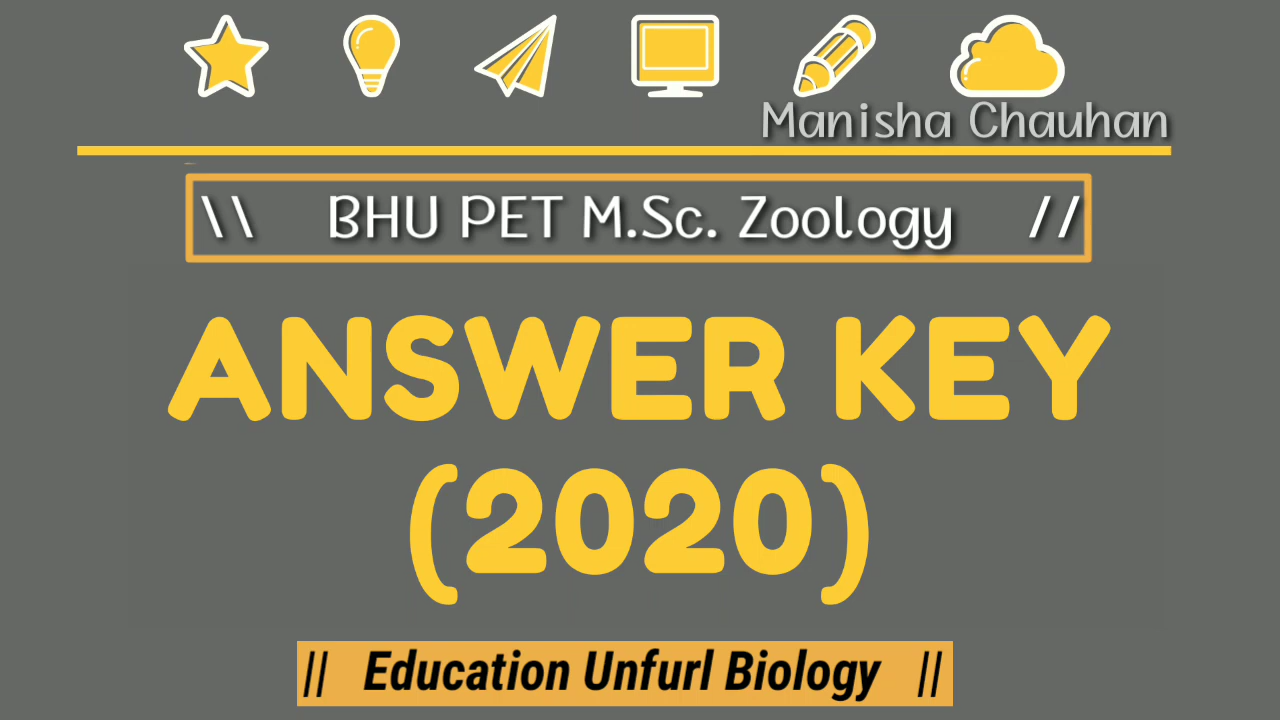 Manisha Chauhan
\\ BHU PET M.Sc. Zoology //
ANSWER KEY
(2020)
|| Education Unfurl Biology ||